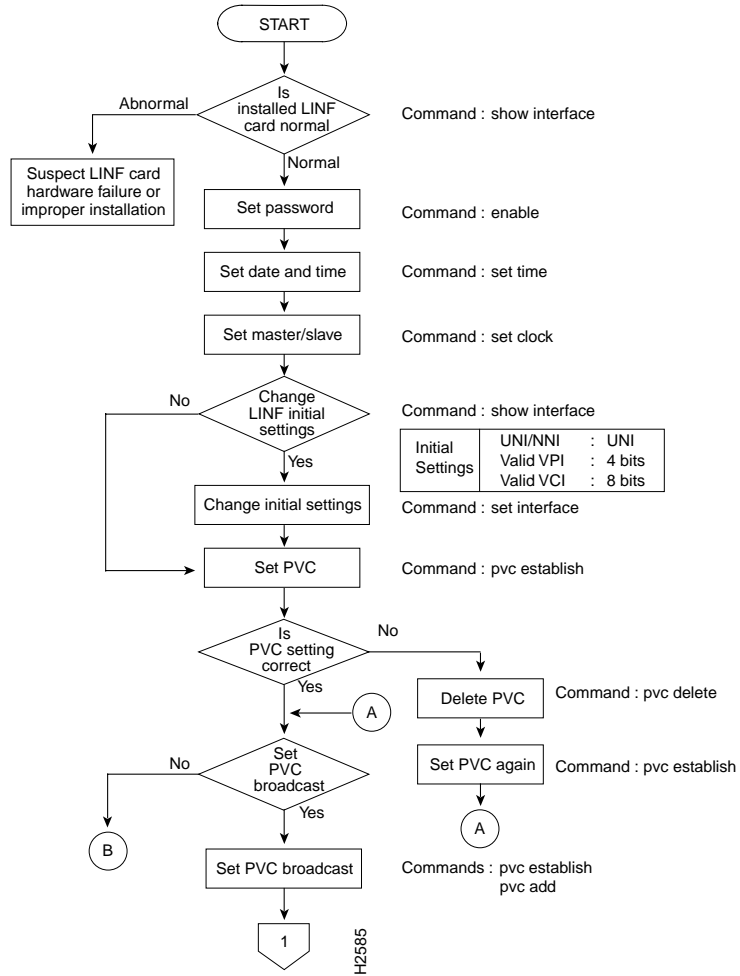 START
Is
installed LINF
card normal
Abnormal
Command : show interface
Normal
Suspect LINF card
hardware failure or
improper installation
Set password
Command : enable
Set date and time
Command : set time
Set master/slave
Command : set clock
Change
LINF initial
settings
No
Command : show interface
Initial
Settings
UNI/NNI : UNI
Valid VPI : 4 bits
Valid VCI : 8 bits
Yes
Change initial settings
Command : set interface
Set PVC
Command : pvc establish
Is
PVC setting
correct
No
Yes
Delete PVC
Command : pvc delete
A
Set PVC again
Command : pvc establish
A
Set
PVC
broadcast
No
Yes
B
Set PVC broadcast
Commands : pvc establish
pvc add
1
H2585